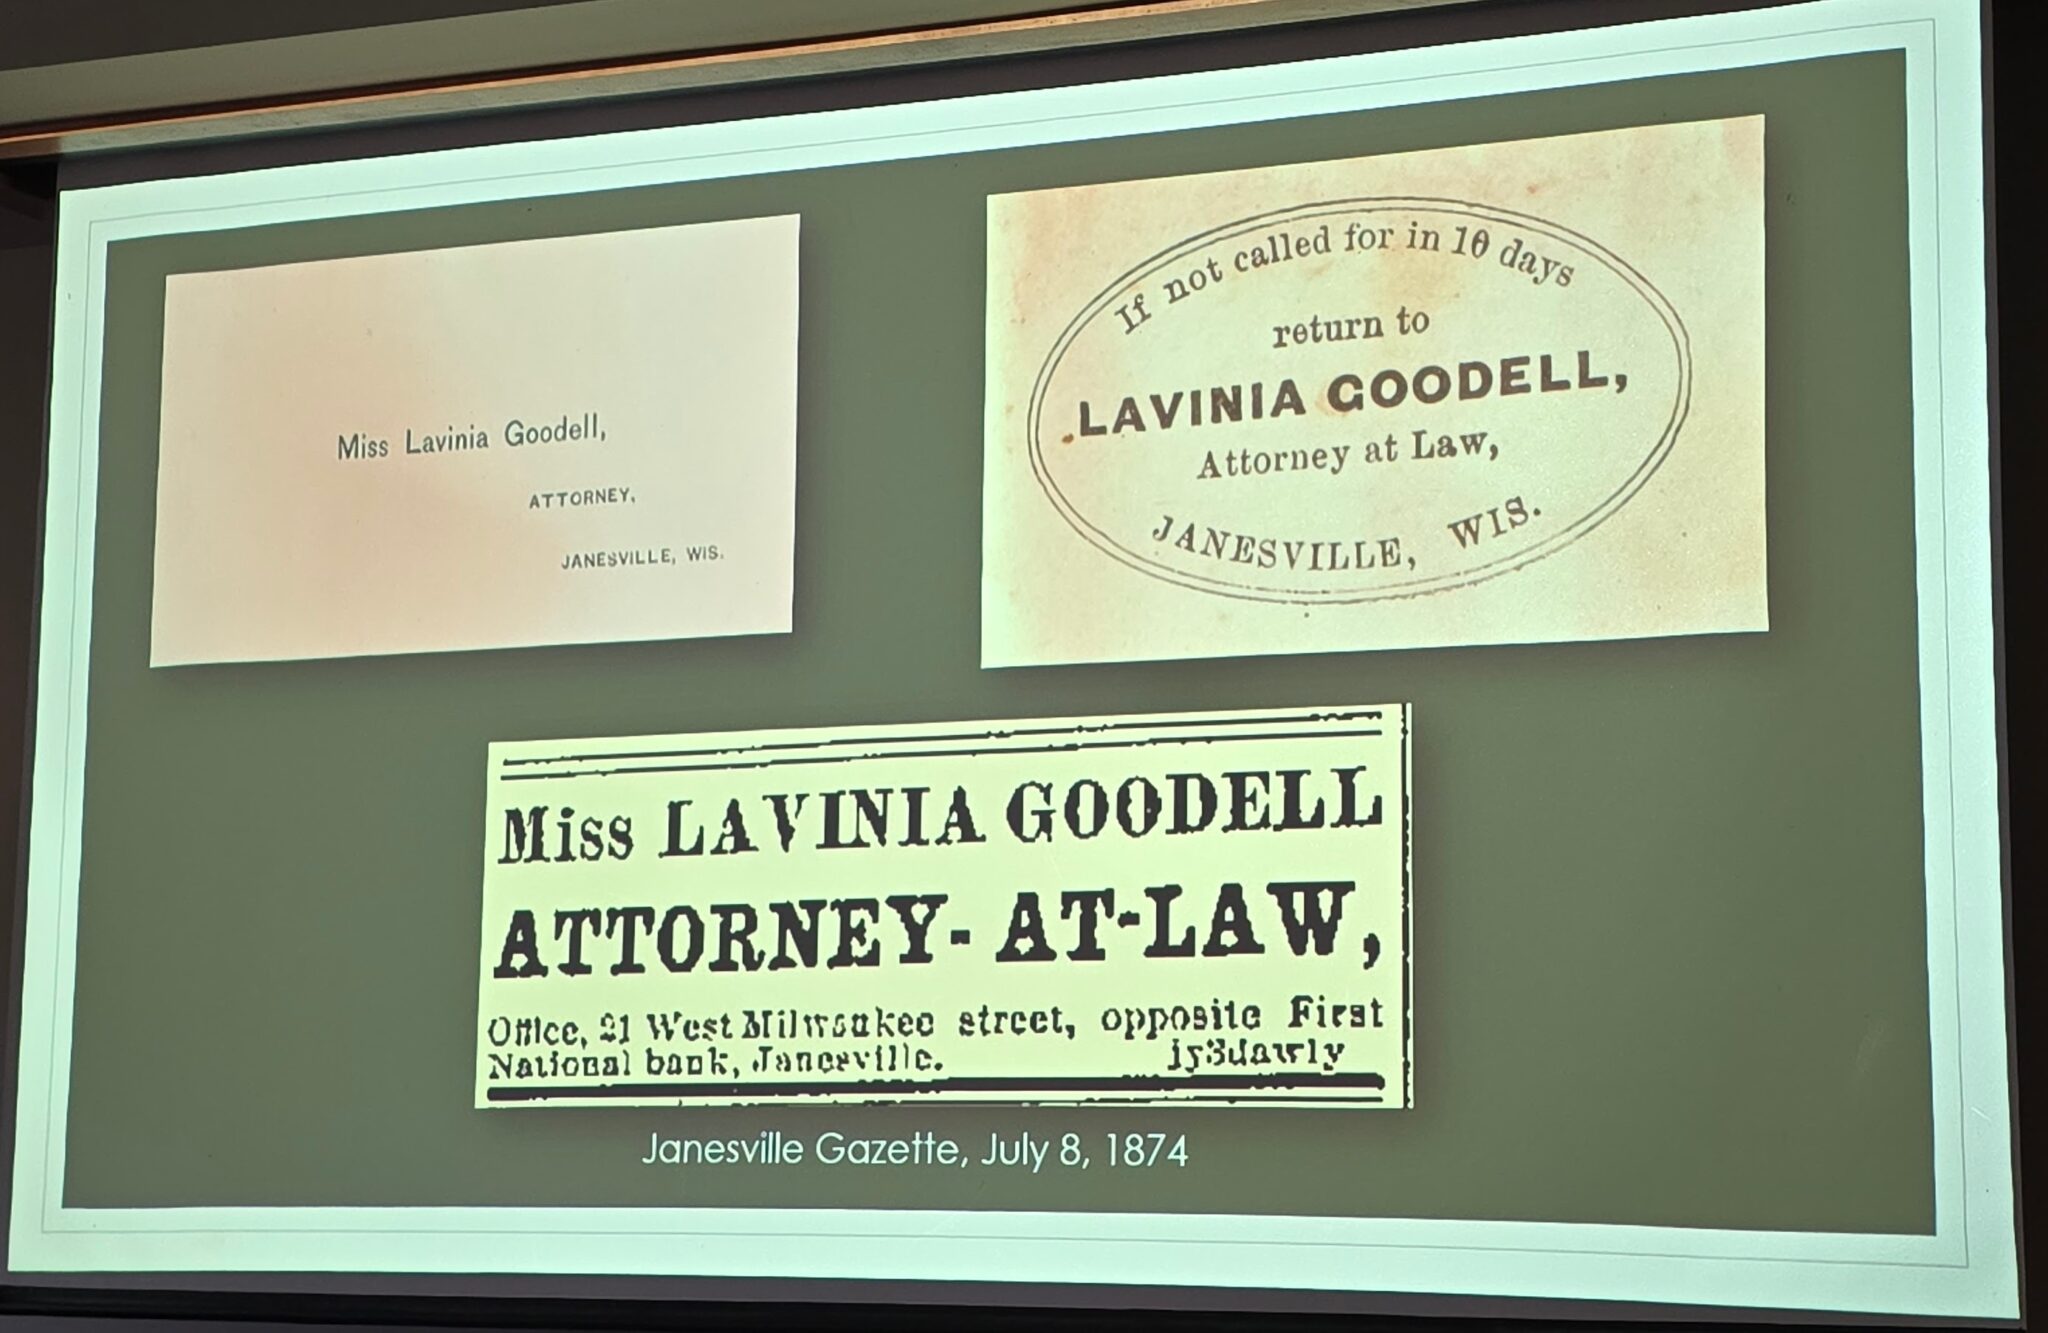 Miss Lavinia Goodell,
ATTORNEY,
JANESVILLE, WIS.
If not called for in 10 days
return to
LAVINIA GOODELL,
Attorney at Law,
JANESVILLE, WIS.
Miss LAVINIA GOODELL
ATTORNEY-AT-LAW,
Office, 21 West Milwaukee street, opposite First
National bank, Janesville. jy3dawly
Janesville Gazette, July 8, 1874